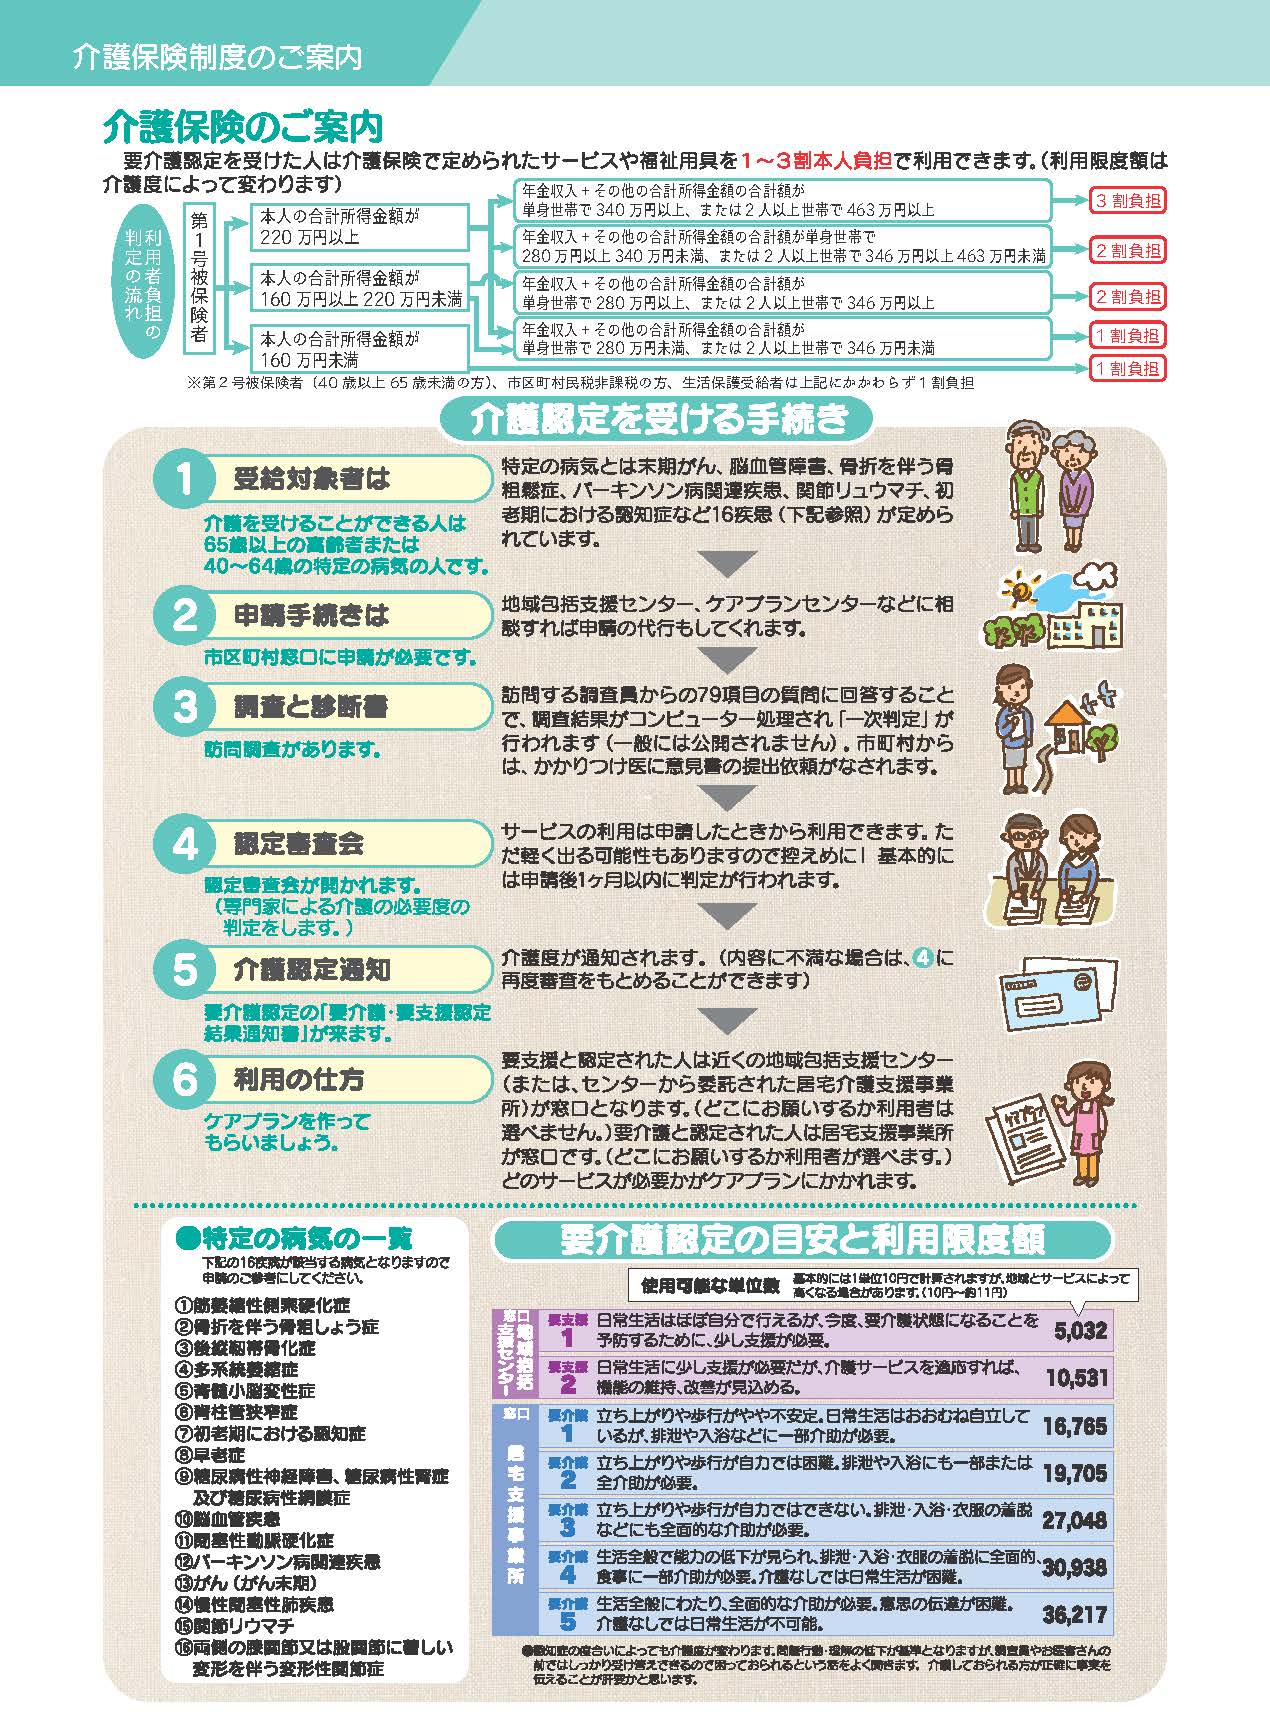 介護保険制度のご案内
介護保険のご案内
要介護認定を受けた人は介護保険で定められたサービスや福祉用具を1～3割本人負担で利用できます。（利用限度額は
介護度によって変わります）
利用者負担の
判定の流れ
第1号被保険者
本人の合計所得金額が
220万円以上
本人の合計所得金額が
160万円以上220万円未満
本人の合計所得金額が
160万円未満
年金収入＋その他の合計所得金額の合計額が
単身世帯で340万円以上、または2人以上世帯で463万円以上
3割負担
年金収入＋その他の合計所得金額の合計額が単身世帯で
280万円以上340万円未満、または2人以上世帯で346万円以上463万円未満
2割負担
年金収入＋その他の合計所得金額の合計額が
単身世帯で280万円以上、または2人以上世帯で346万円以上
2割負担
年金収入＋その他の合計所得金額の合計額が
単身世帯で280万円未満、または2人以上世帯で346万円未満
1割負担
1割負担
※第2号被保険者（40歳以上65歳未満の方）、市区町村民税非課税の方、生活保護受給者は上記にかかわらず1割負担
介護認定を受ける手続き
1 受給対象者は
介護を受けることができる人は
65歳以上の高齢者または
40～64歳の特定の病気の人です。
特定の病気とは末期がん、脳血管障害、骨折を伴う骨
粗鬆症、パーキンソン病関連疾患、関節リュウマチ、初
老期における認知症など16疾患（下記参照）が定めら
れています。
2 申請手続きは
市区町村窓口に申請が必要です。
地域包括支援センター、ケアプランセンターなどに相
談すれば申請の代行もしてくれます。
3 調査と診断書
訪問調査があります。
訪問する調査員からの79項目の質問に回答すること
で、調査結果がコンピューター処理され「一次判定」が
行われます（一般には公開されません）。市町村から
は、かかりつけ医に意見書の提出依頼がなされます。
4 認定審査会
認定審査会が開かれます。
（専門家による介護の必要度の
判定をします。）
サービスの利用は申請したときから利用できます。た
だ軽く出る可能性もありますので控えめに！基本的に
は申請後1ヶ月以内に判定が行われます。
5 介護認定通知
要介護認定の「要介護・要支援認定
結果通知書」が来ます。
介護度が通知されます。（内容に不満な場合は、4に
再度審査をもとめることができます）
6 利用の仕方
ケアプランを作って
もらいましょう。
要支援と認定された人は近くの地域包括支援センター
（または、センターから委託された居宅介護支援事業
所）が窓口となります。（どこにお願いするか利用者は
選べません。）要介護と認定された人は居宅支援事業所
が窓口です。（どこにお願いするか利用者が選べます。）
どのサービスが必要かがケアプランにかかれます。
ケアプラン
●特定の病気の一覧
下記の16疾病が該当する病気となりますので
申請のご参考にしてください。
①筋萎縮性側索硬化症
②骨折を伴う骨粗しょう症
③後縦靭帯骨化症
④多系統萎縮症
⑤脊髄小脳変性症
⑥脊柱管狭窄症
⑦初老期における認知症
⑧早老症
⑨糖尿病性神経障害、糖尿病性腎症
及び糖尿病性網膜症
⑩脳血管疾患
⑪閉塞性動脈硬化症
⑫パーキンソン病関連疾患
⑬がん（がん末期）
⑭慢性閉塞性肺疾患
⑮関節リウマチ
⑯両側の膝関節又は股関節に著しい
変形を伴う変形性関節症
要介護認定の目安と利用限度額
使用可能な単位数
基本的には1単位10円で計算されますが、地域とサービスによって
高くなる場合があります。（10円～約11円）
窓口
地域包括
支援センター
要支援
1
日常生活はほぼ自分で行えるが、今度、要介護状態になることを
予防するために、少し支援が必要。
5,032
要支援
2
日常生活に少し支援が必要だが、介護サービスを適応すれば、
機能の維持、改善が見込める。
10,531
窓口
居宅支援事業所
要介護
1
立ち上がりや歩行がやや不安定。日常生活はおおむね自立して
いるが、排泄や入浴などに一部介助が必要。
16,765
要介護
2
立ち上がりや歩行が自力では困難。排泄や入浴にも一部または
全介助が必要。
19,705
要介護
3
立ち上がりや歩行が自力ではできない。排泄・入浴・衣服の着脱
などにも全面的な介助が必要。
27,048
要介護
4
生活全般で能力の低下が見られ、排泄・入浴・衣服の着脱に全面的、
食事に一部介助が必要。介護なしでは日常生活が困難。
30,938
要介護
5
生活全般にわたり、全面的な介助が必要。意思の伝達が困難。
介護なしでは日常生活が不可能。
36,217
●認知症の度合いによっても介護度が変わります。問題行動・理解の低下が基準となりますが、調査員やお医者さんの
前ではしっかり受け答えできるので困っておられるという話をよく聞きます。介護しておられる方が正確に事実を
伝えることが肝要かと思います。